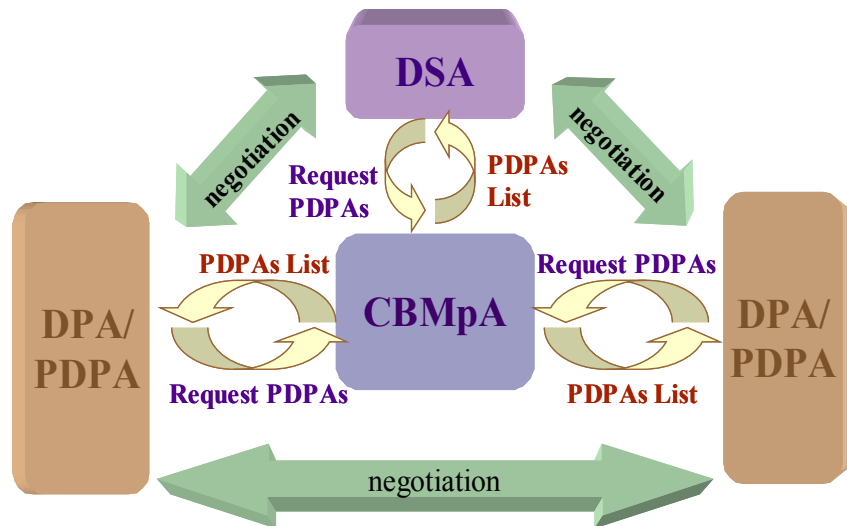 DSA
negotiation
negotiation
Request
PDPAs
PDPAs
List
PDPAs List
Request PDPAs
DPA/
PDPA
CBMpA
DPA/
PDPA
Request PDPAs
PDPAs List
negotiation